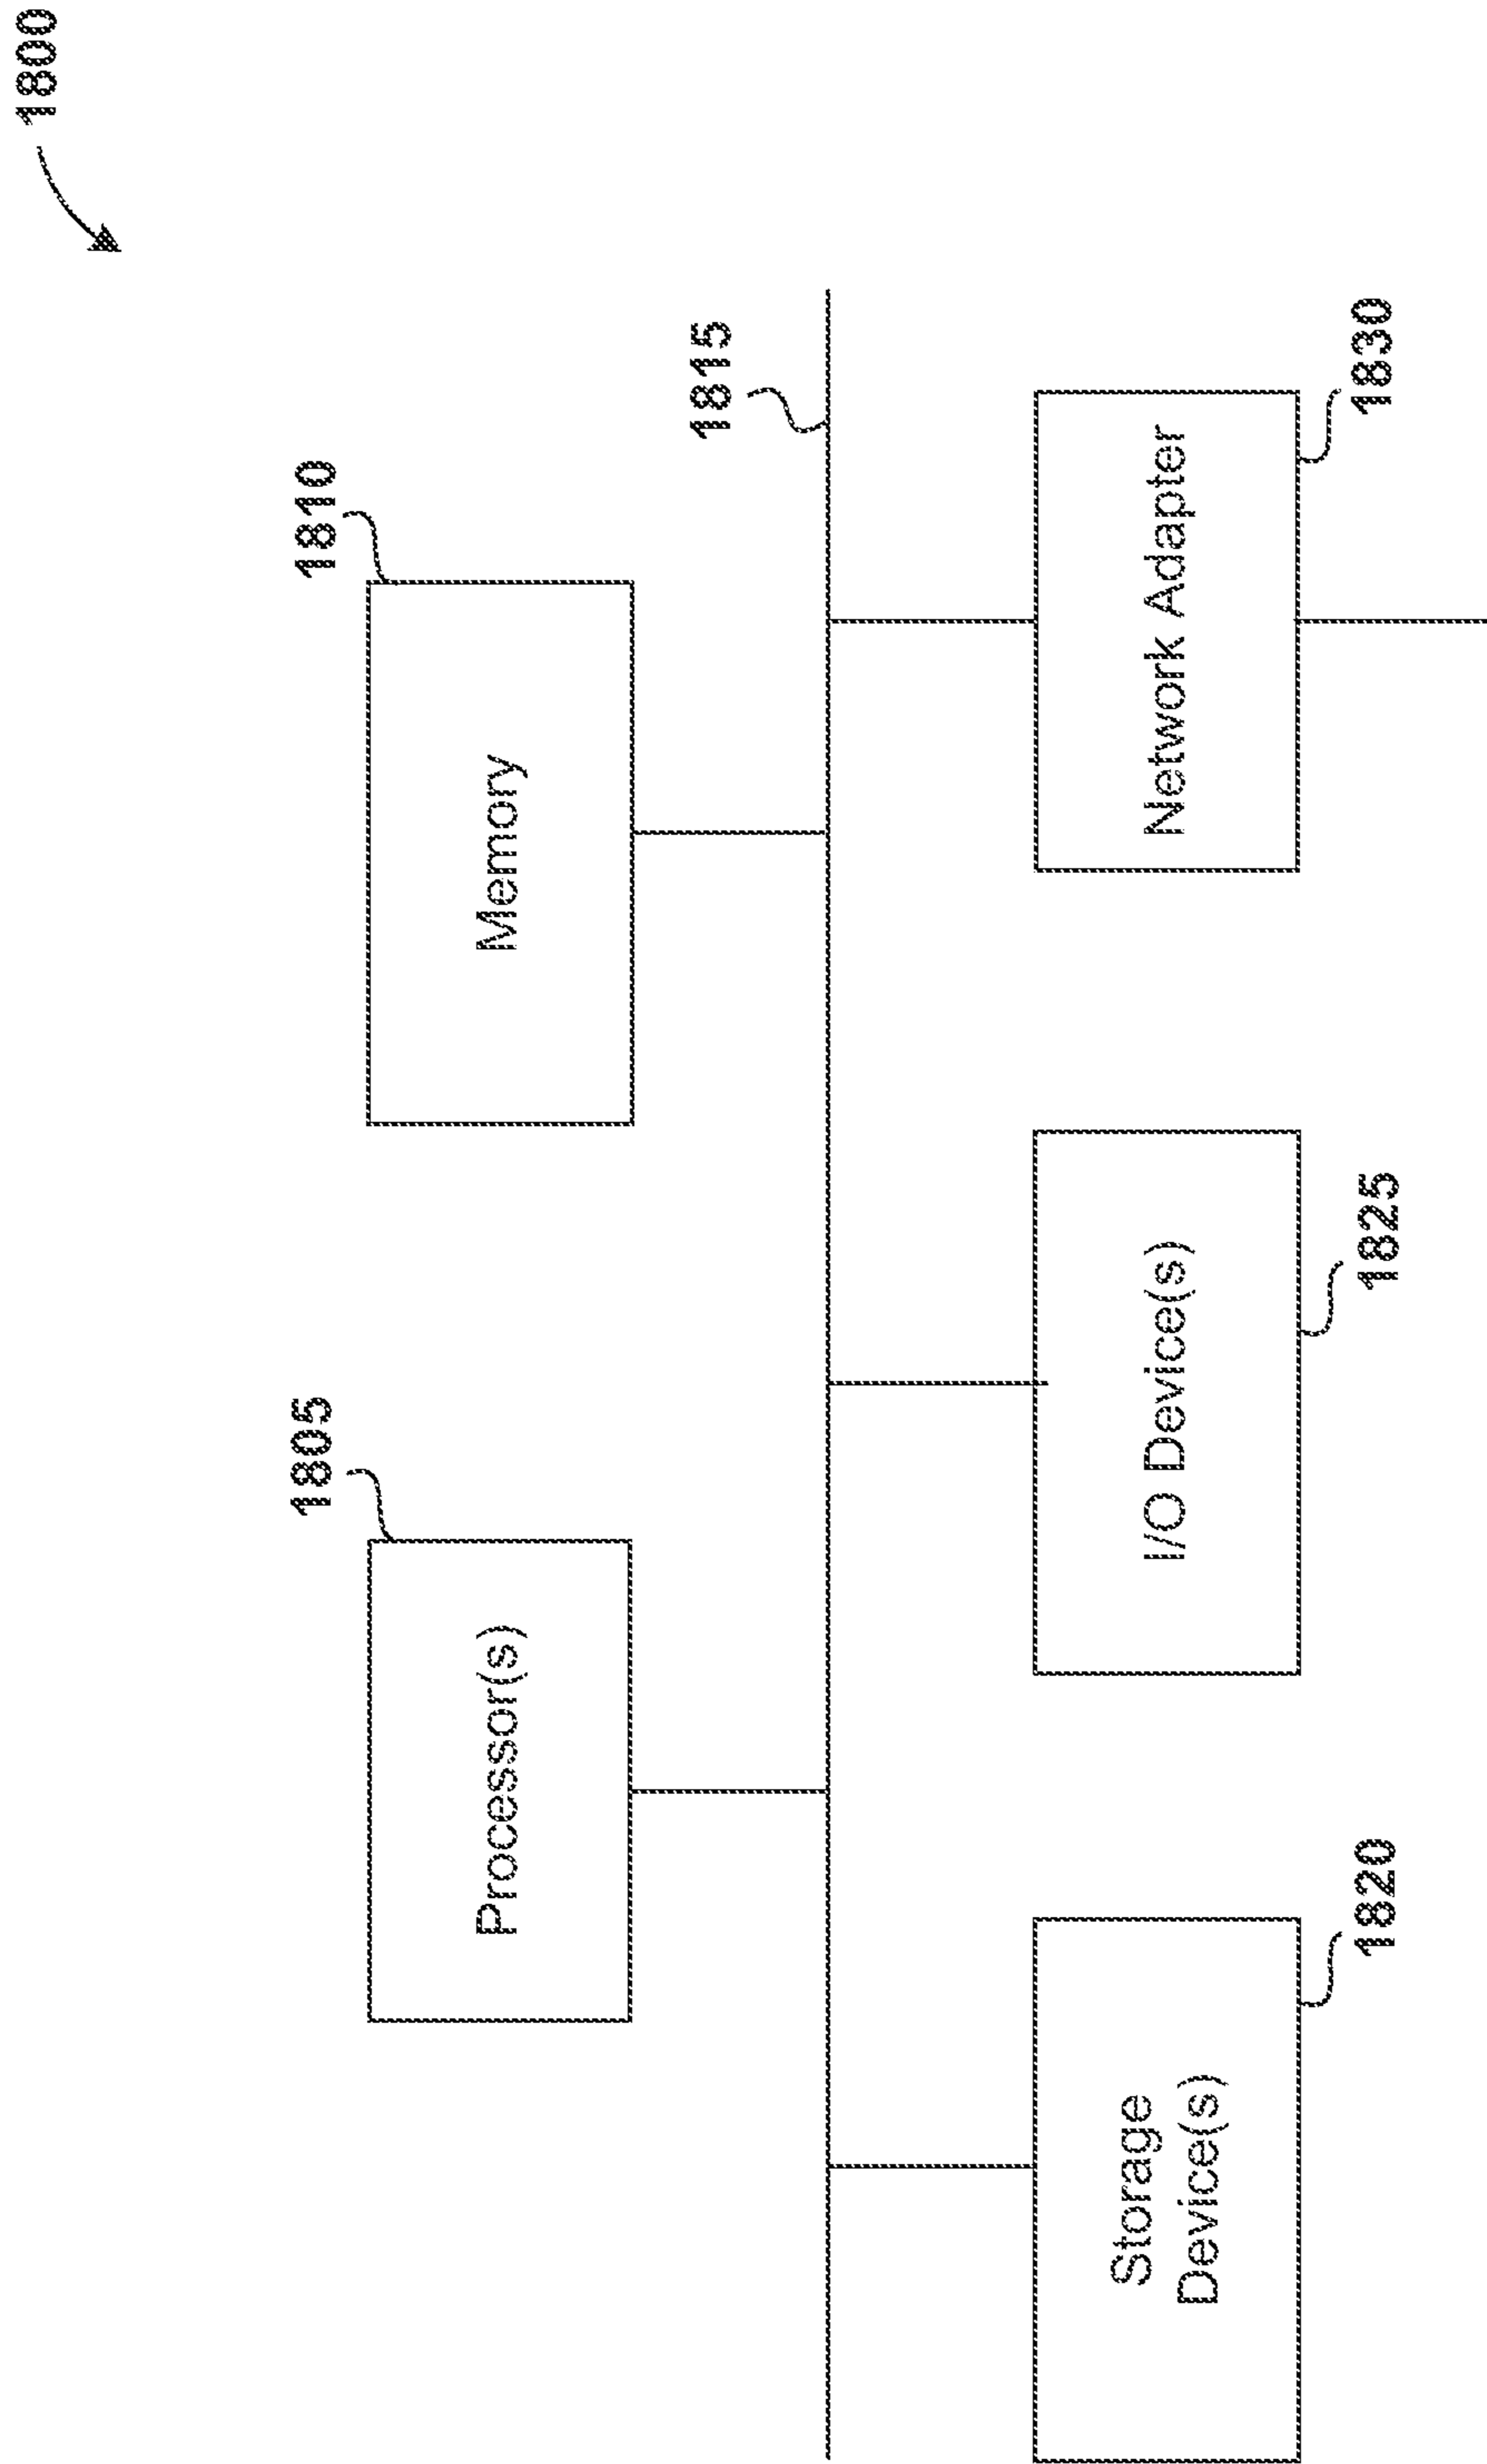 1800
1805
Processor(s)
1810
Memory
1815
Storage
Device(s)
1820
I/O Device(s)
1825
Network Adapter
1830